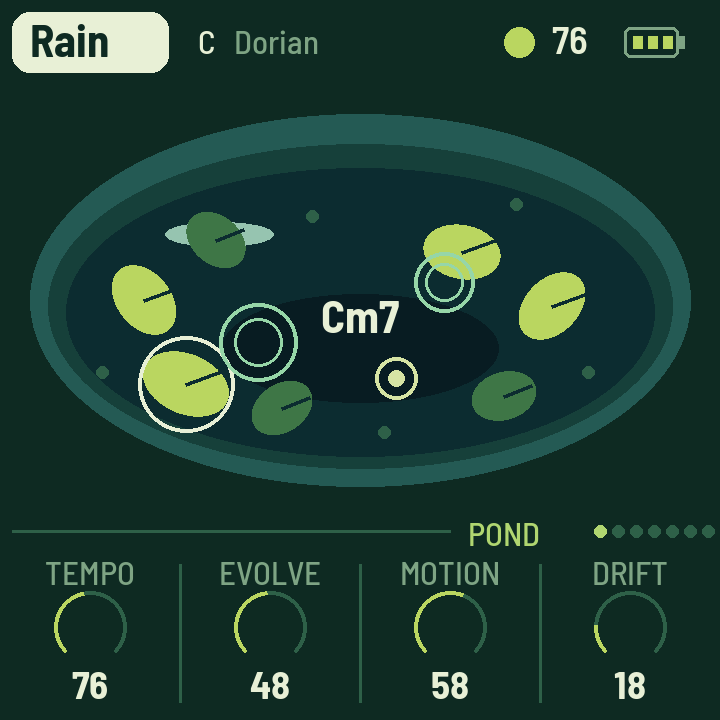 Rain C Dorian 76
Cm7
POND
TEMPO EVOLVE MOTION DRIFT
76 48 58 18